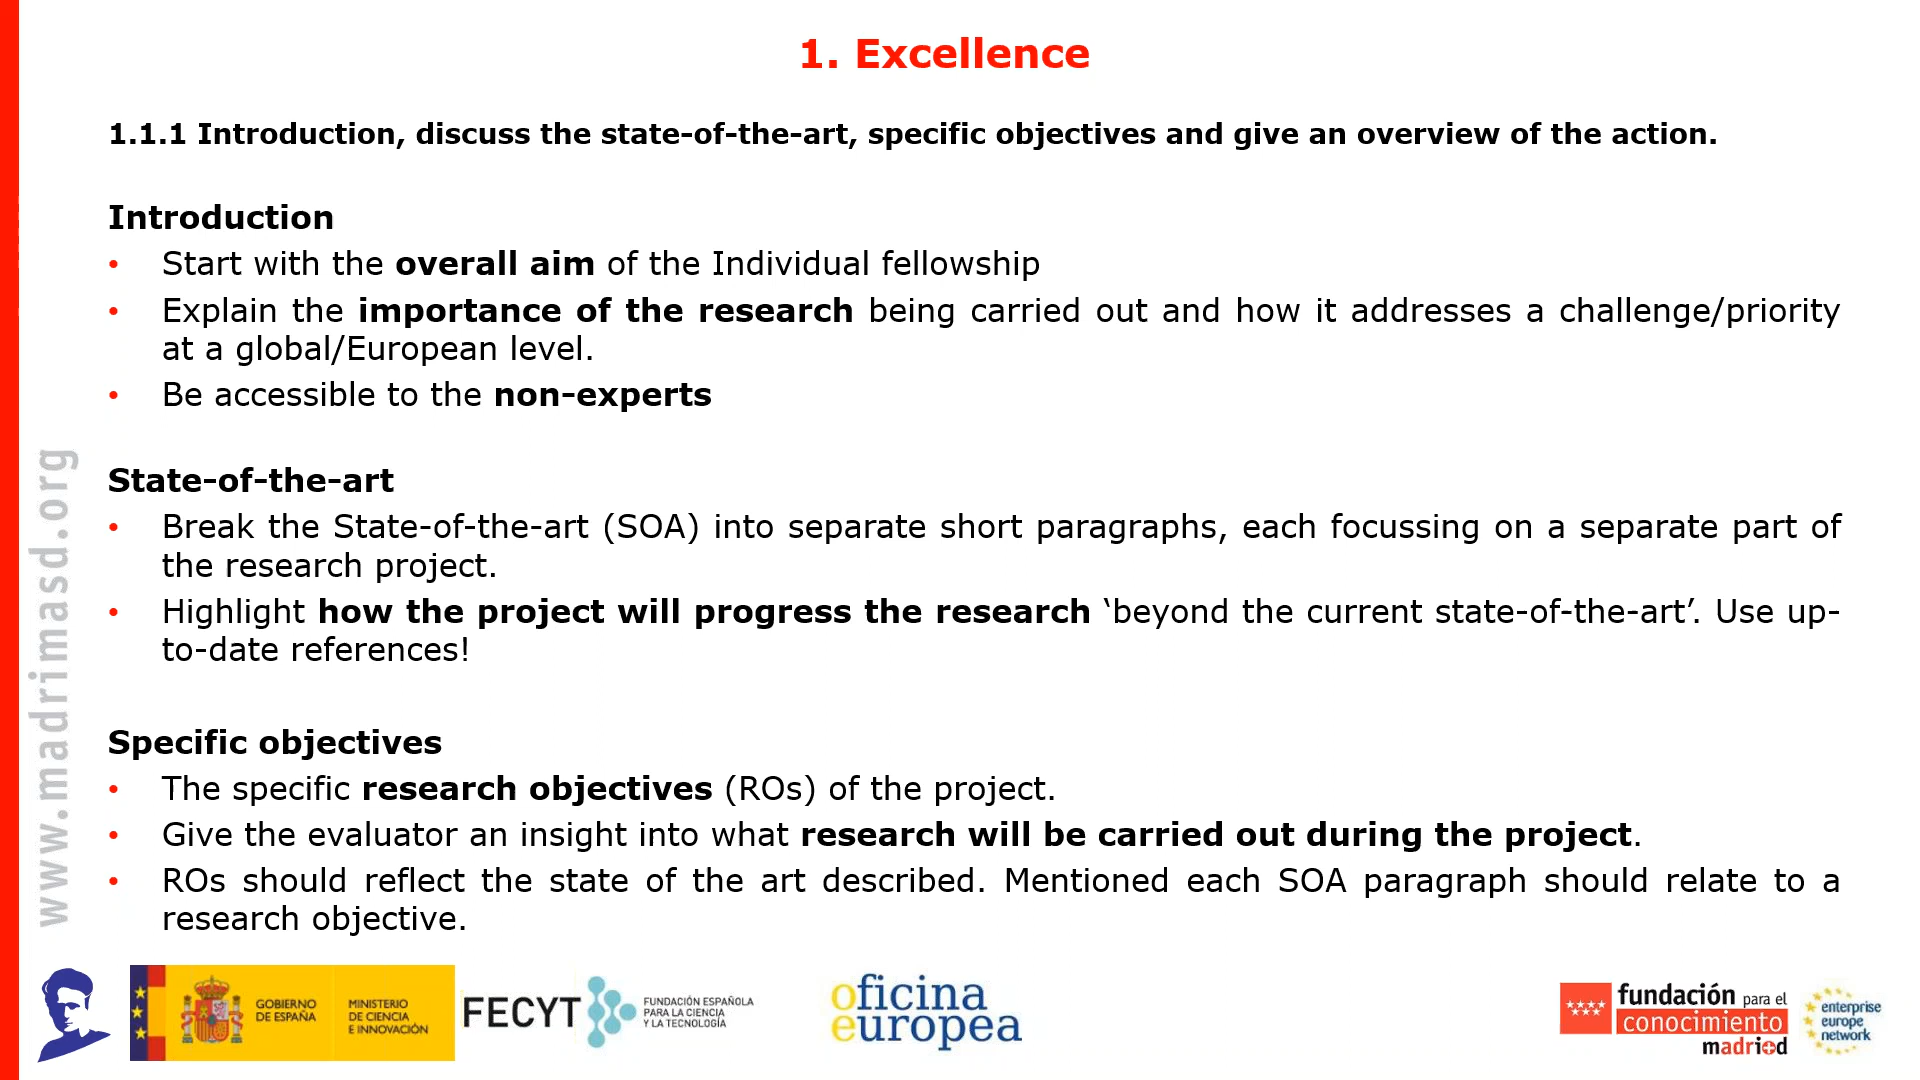 1. Excellence
1.1.1 Introduction, discuss the state-of-the-art, specific objectives and give an overview of the action.
Introduction
• Start with the overall aim of the Individual fellowship
• Explain the importance of the research being carried out and how it addresses a challenge/priority
at a global/European level.
• Be accessible to the non-experts
State-of-the-art
• Break the State-of-the-art (SOA) into separate short paragraphs, each focussing on a separate part of
the research project.
• Highlight how the project will progress the research ‘beyond the current state-of-the-art’. Use up-
to-date references!
Specific objectives
• The specific research objectives (ROs) of the project.
• Give the evaluator an insight into what research will be carried out during the project.
• ROs should reflect the state of the art described. Mentioned each SOA paragraph should relate to a
research objective.
www.madrimasd.org
GOBIERNO
DE ESPAÑA
MINISTERIO
DE CIENCIA
E INNOVACIÓN
FECYT
FUNDACIÓN ESPAÑOLA
PARA LA CIENCIA
Y LA TECNOLOGÍA
oficina
europea
fundación para el
conocimiento
madri+d
enterprise
europe
network